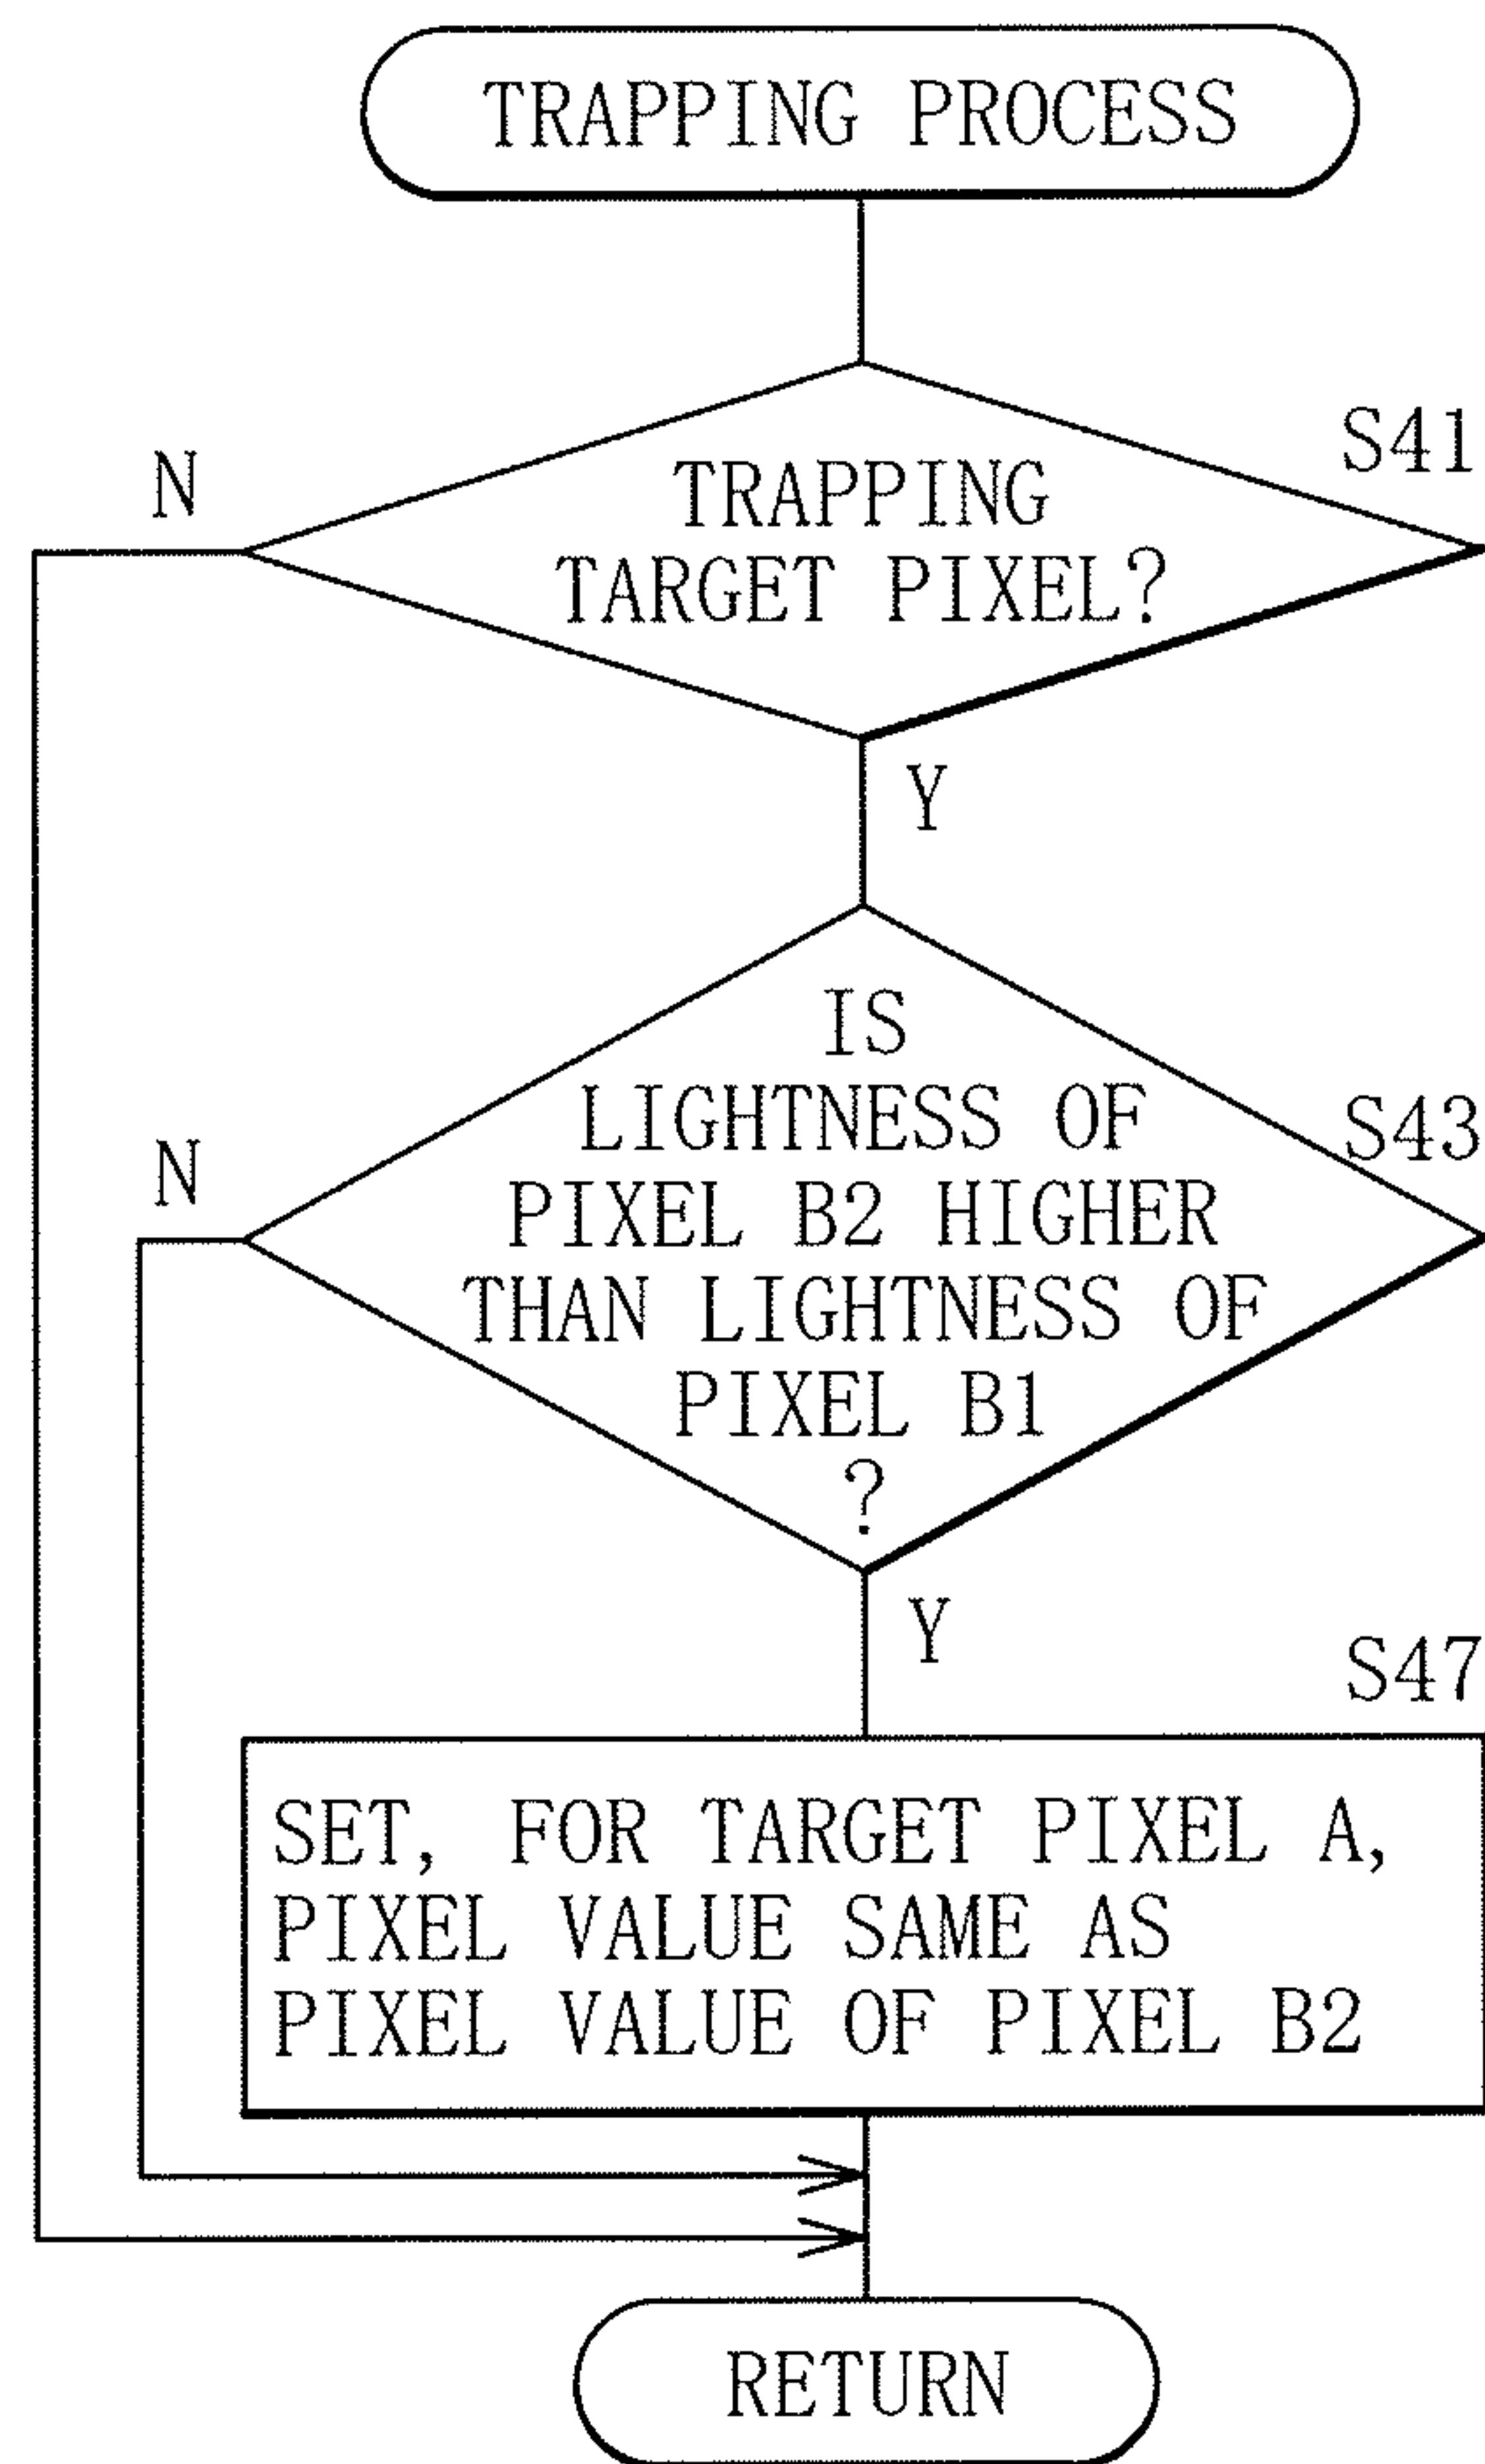 TRAPPING PROCESS
S41
N
TRAPPING
TARGET PIXEL?
Y
IS
LIGHTNESS OF
PIXEL B2 HIGHER
THAN LIGHTNESS OF
PIXEL B1
?
S43
N
Y
S47
SET, FOR TARGET PIXEL A,
PIXEL VALUE SAME AS
PIXEL VALUE OF PIXEL B2
RETURN